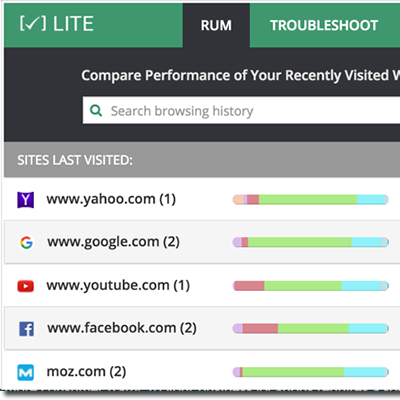 [✓] LITE
RUM
TROUBLESHOOT
Compare Performance of Your Recently Visited
Search browsing history
SITES LAST VISITED:
www.yahoo.com (1)
www.google.com (2)
www.youtube.com (1)
www.facebook.com (2)
moz.com (2)